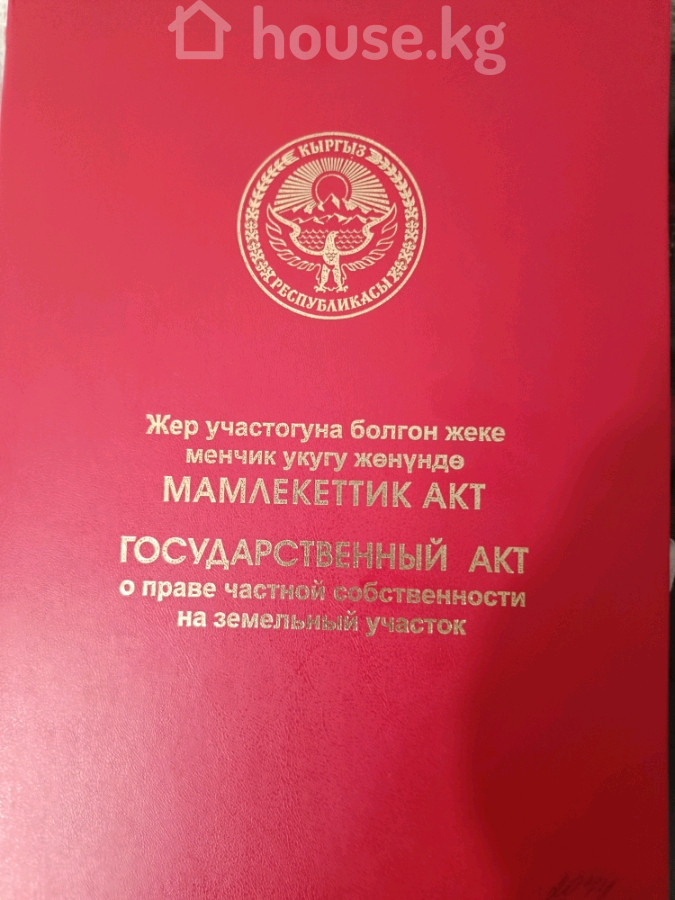 house.kg
КЫРГЫЗ
РЕСПУБЛИКАСЫ
Жер участогуна болгон жеке
менчик укугу жөнүндө
МАМЛЕКЕТТИК АКТ
ГОСУДАРСТВЕННЫЙ АКТ
о праве частной собственности
на земельный участок